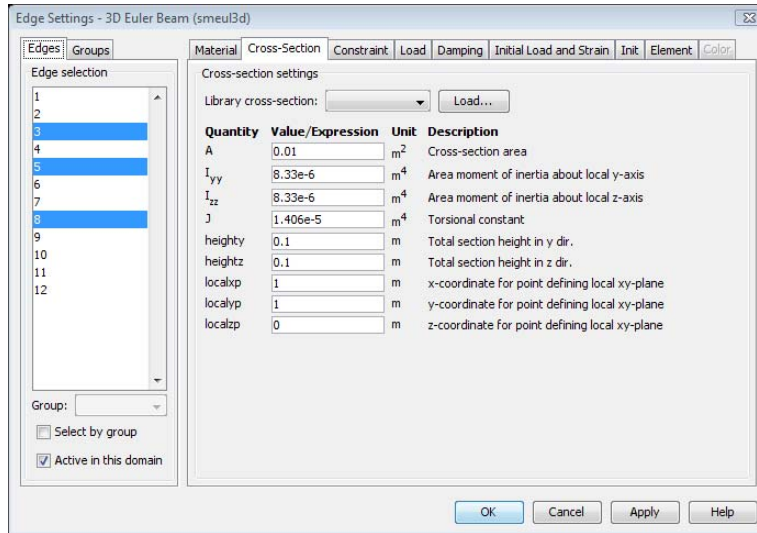 Edge Settings - 3D Euler Beam (smeul3d)
Edges Groups
Edge selection
1
2
3
4
5
6
7
8
9
10
11
12
Group:
Select by group
Active in this domain
Material Cross-Section Constraint Load Damping Initial Load and Strain Init Element Color
Cross-section settings
Library cross-section: Load...
Quantity Value/Expression Unit Description
A 0.01 m² Cross-section area
Iyy 8.33e-6 m⁴ Area moment of inertia about local y-axis
Izz 8.33e-6 m⁴ Area moment of inertia about local z-axis
J 1.406e-5 m⁴ Torsional constant
heighty 0.1 m Total section height in y dir.
heightz 0.1 m Total section height in z dir.
localxp 1 m x-coordinate for point defining local xy-plane
localyp 1 m y-coordinate for point defining local xy-plane
localzp 0 m z-coordinate for point defining local xy-plane
OK Cancel Apply Help